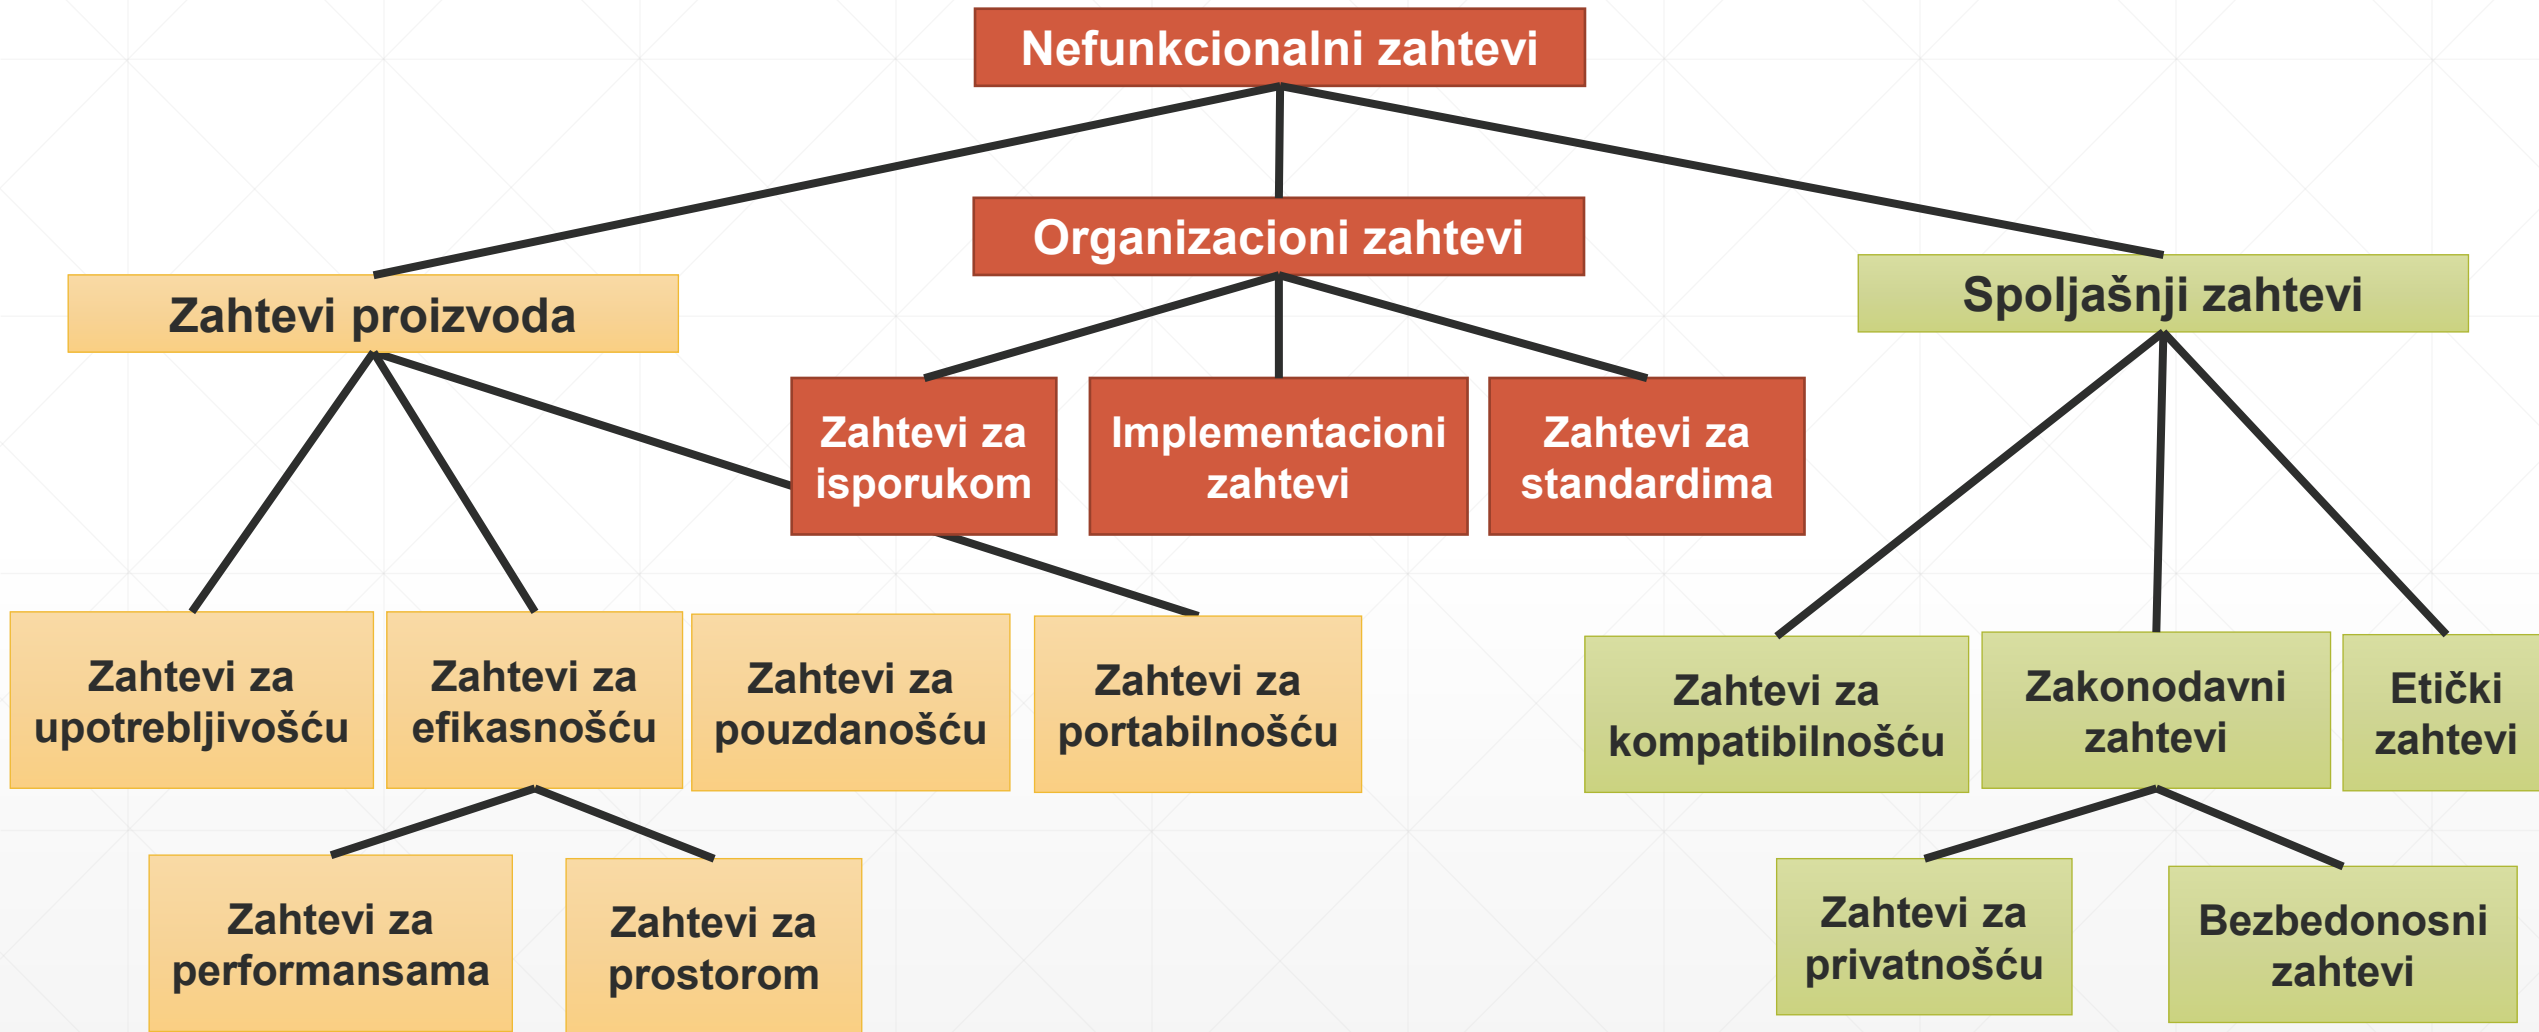 Nefunkcionalni zahtevi
Organizacioni zahtevi
Zahtevi proizvoda
Spoljašnji zahtevi
Zahtevi za
isporukom
Implementacioni
zahtevi
Zahtevi za
standardima
Zahtevi za
upotrebljivošću
Zahtevi za
efikasnošću
Zahtevi za
pouzdanošću
Zahtevi za
portabilnošću
Zahtevi za
kompatibilnošću
Zakonodavni
zahtevi
Etički
zahtevi
Zahtevi za
performansama
Zahtevi za
prostorom
Zahtevi za
privatnošću
Bezbedonosni
zahtevi